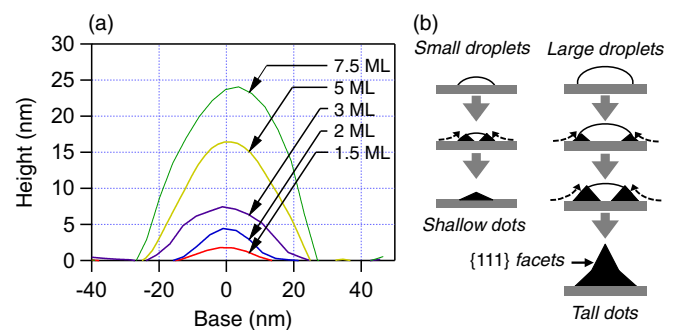 (a)
30
25
20
15
10
5
0
Height (nm)
-40
-20
0
20
40
Base (nm)
7.5 ML
5 ML
3 ML
2 ML
1.5 ML
(b)
Small droplets
Large droplets
Shallow dots
{111} facets
Tall dots